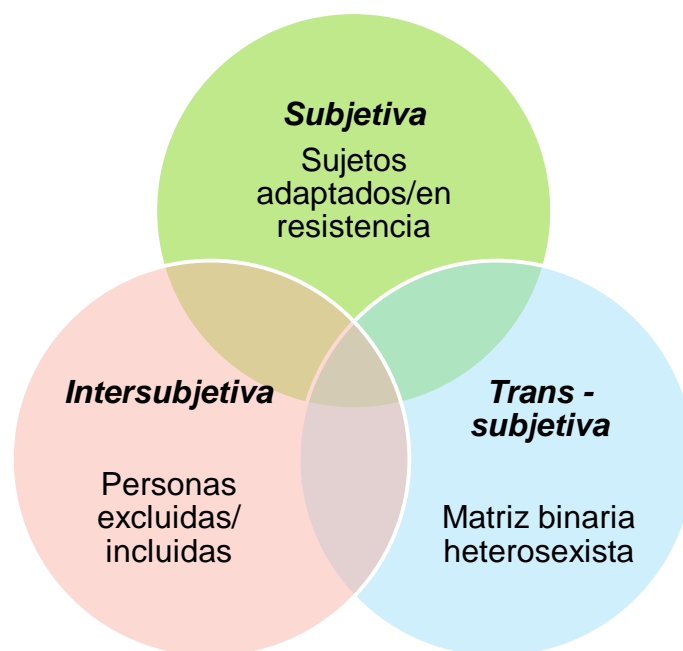 Subjetiva
Sujetos
adaptados/en
resistencia
Intersubjetiva
Personas
excluidas/
incluidas
Trans -
subjetiva
Matriz binaria
heterosexista